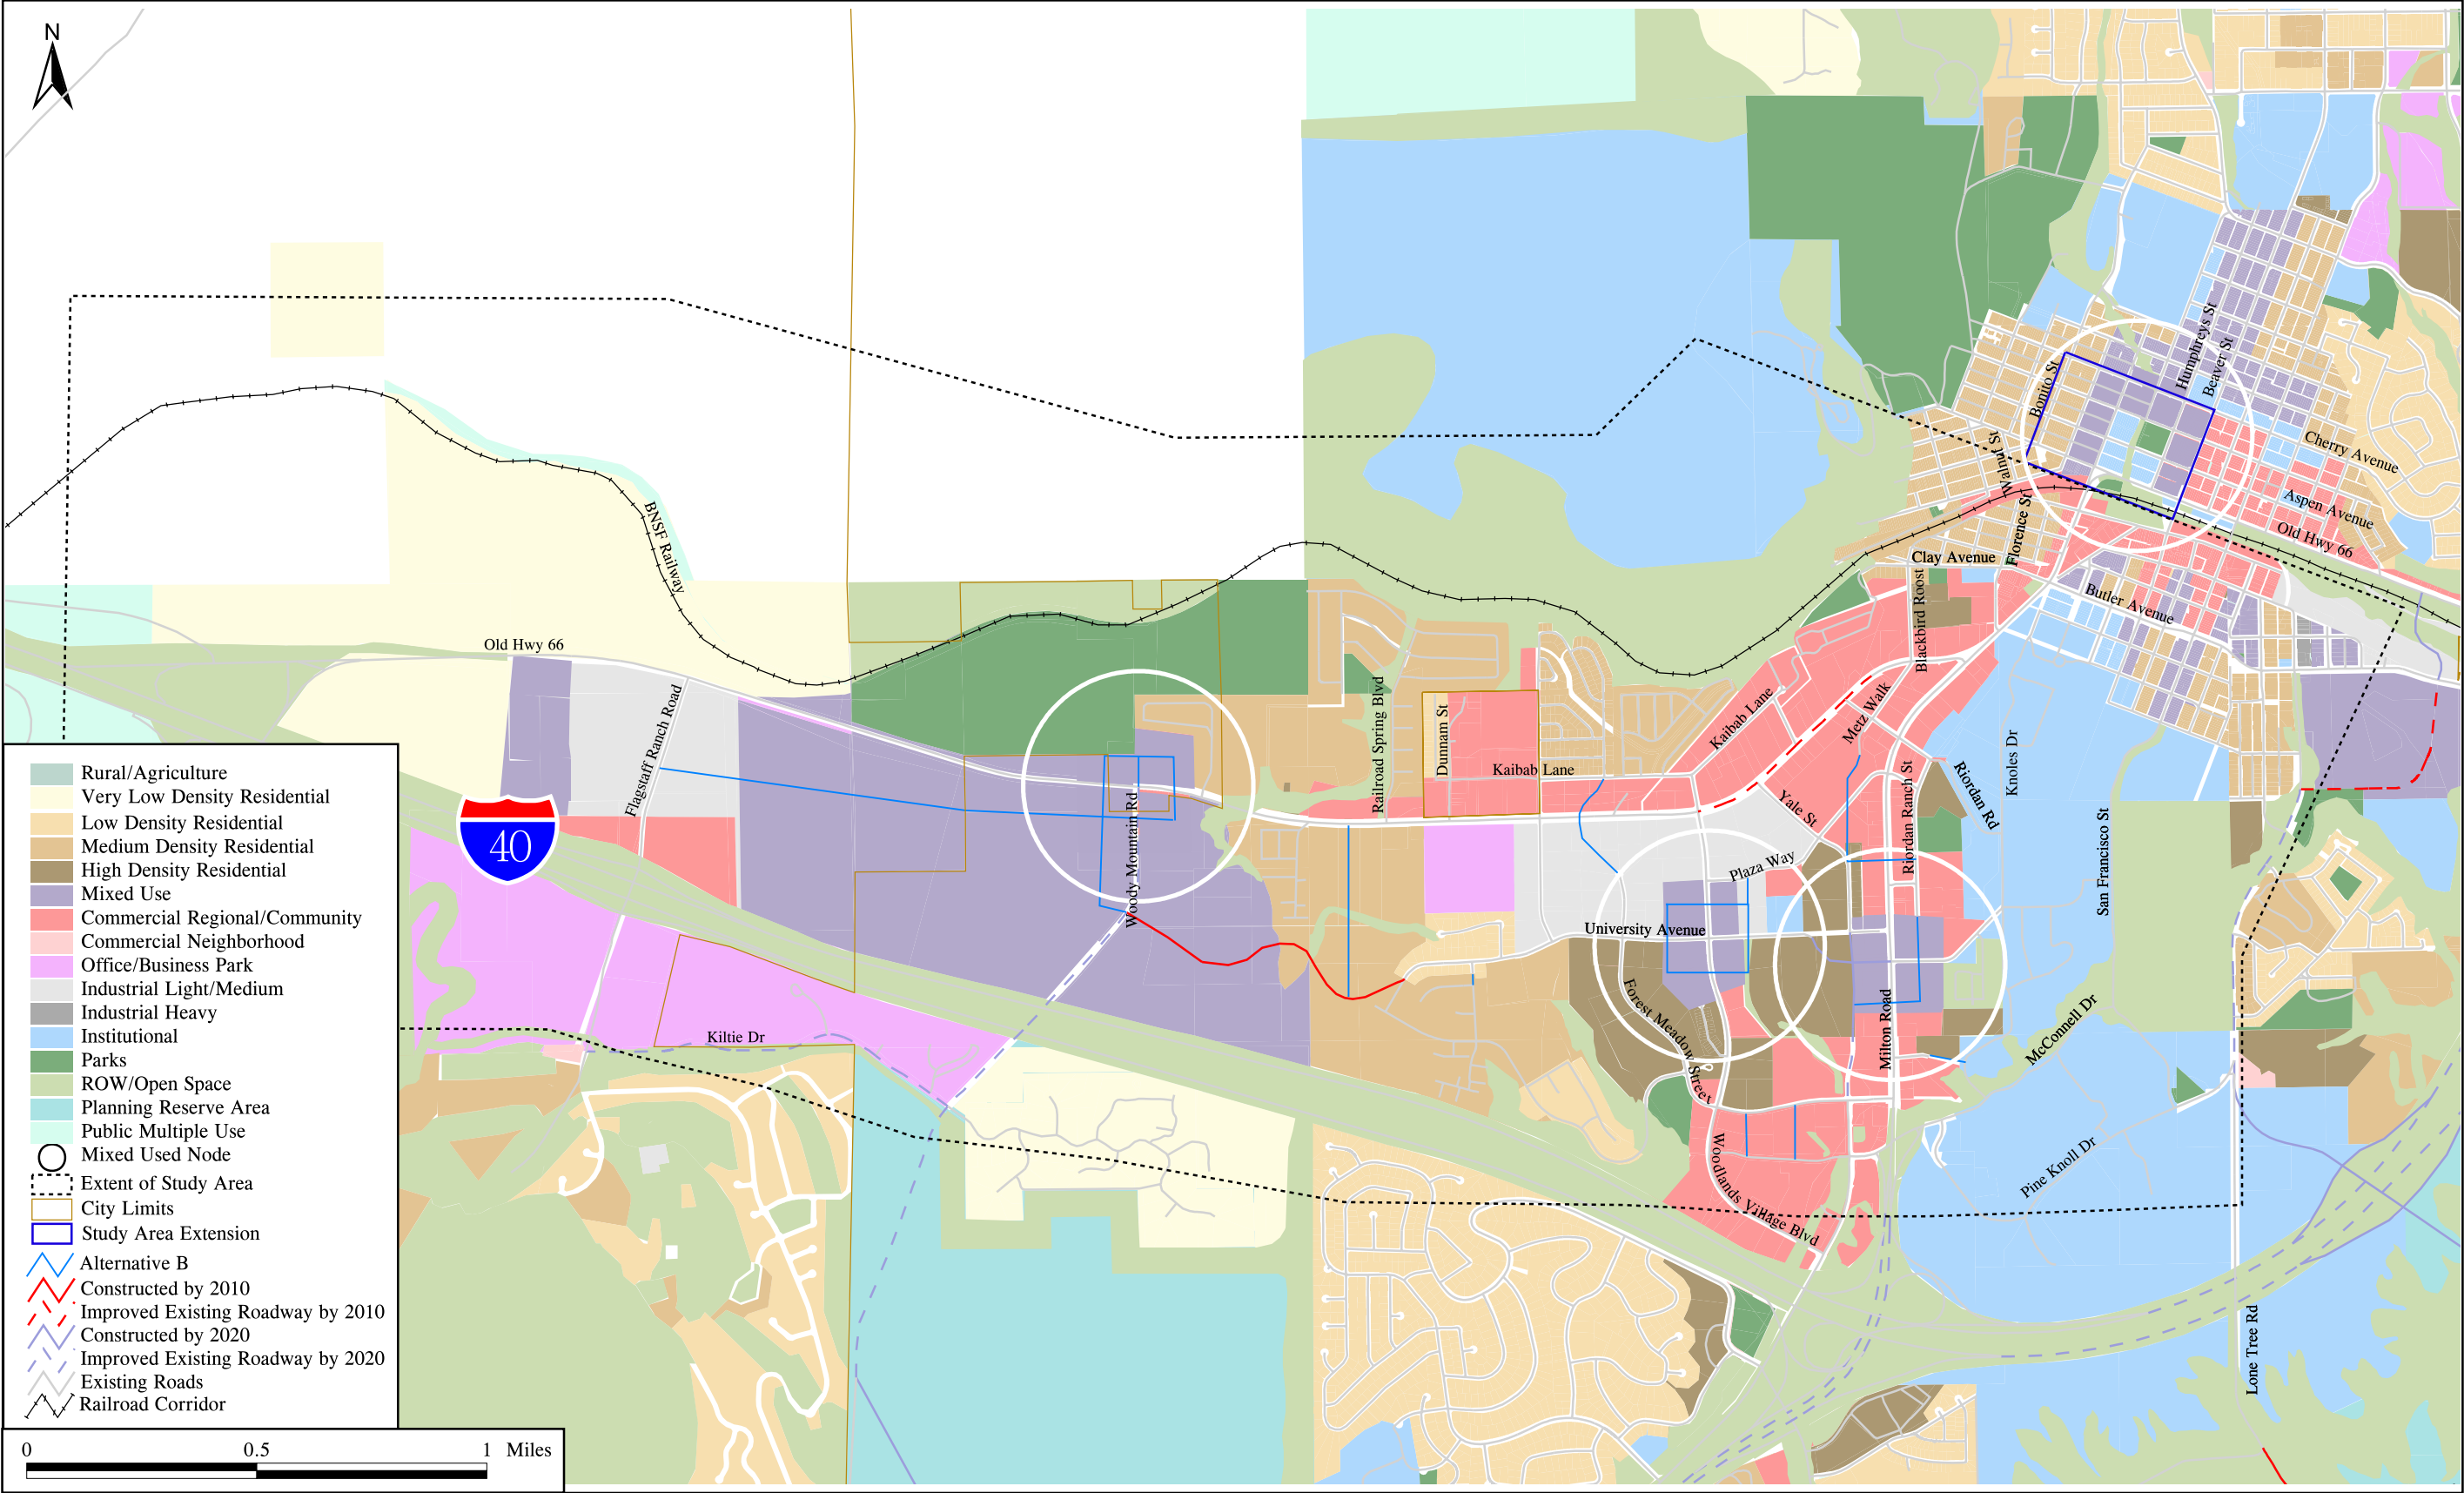 N
Humphreys St
Beaver St
Bonito St
Cherry Avenue
Walnut St
Aspen Avenue
Old Hwy 66
Florence St
BNSF Railway
Clay Avenue
Blackbird Roost
Butler Avenue
Old Hwy 66
Flagstaff Ranch Road
Railroad Spring Blvd
Dunnam St
Kaibab Lane
Metz Walk
Kaibab Lane
Knoles Dr
Riordan Rd
Riordan Ranch St
Yale St
Woody Mountain Rd
San Francisco St
Plaza Way
40
University Avenue
Forest Meadow Street
Milton Road
McConnell Dr
Kiltie Dr
Woodlands Village Blvd
Pine Knoll Dr
Lone Tree Rd
Rural/Agriculture
Very Low Density Residential
Low Density Residential
Medium Density Residential
High Density Residential
Mixed Use
Commercial Regional/Community
Commercial Neighborhood
Office/Business Park
Industrial Light/Medium
Industrial Heavy
Institutional
Parks
ROW/Open Space
Planning Reserve Area
Public Multiple Use
Mixed Used Node
Extent of Study Area
City Limits
Study Area Extension
Alternative B
Constructed by 2010
Improved Existing Roadway by 2010
Constructed by 2020
Improved Existing Roadway by 2020
Existing Roads
Railroad Corridor
0 0.5 1 Miles